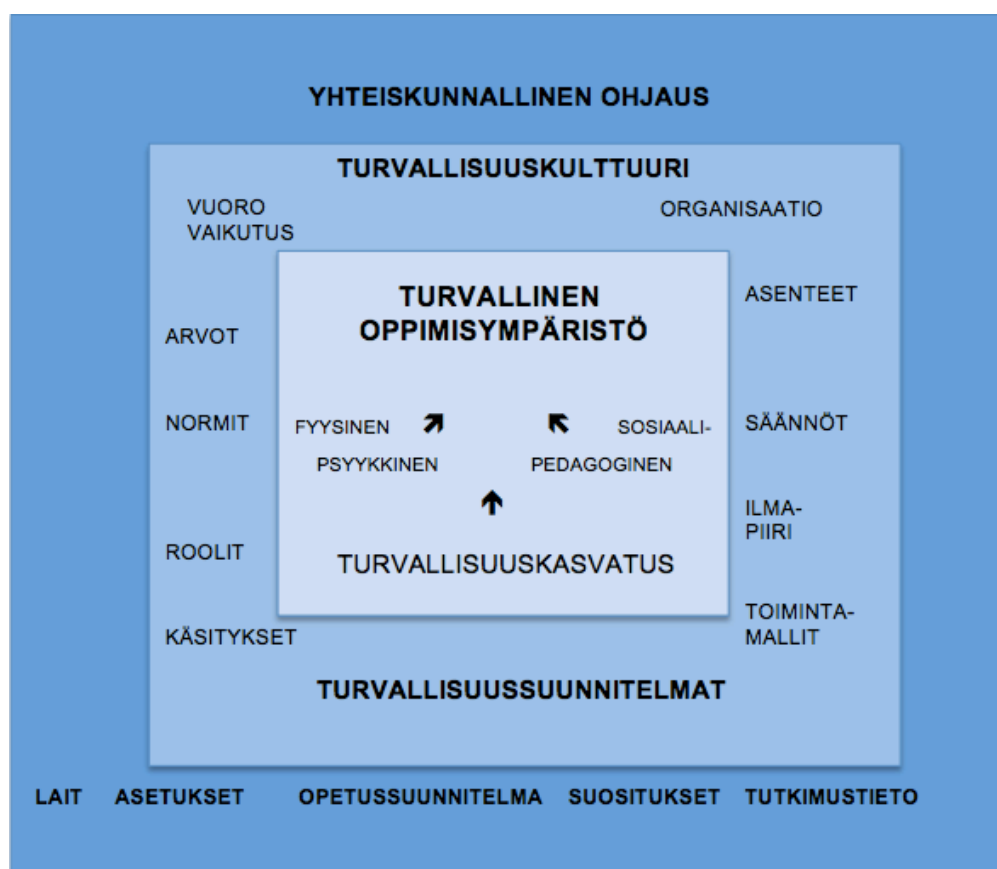 YHTEISKUNNALLINEN OHJAUS
TURVALLISUUSKULTTUURI
VUORO
VAIKUTUS
ORGANISAATIO
TURVALLINEN
OPPIMISYMPÄRISTÖ
ASENTEET
ARVOT
NORMIT
FYYSINEN
SOSIAALI-
SÄÄNNÖT
PSYYKKINEN
PEDAGOGINEN
ILMA-
PIIRI
ROOLIT
TURVALLISUUSKASVATUS
TOIMINTA-
MALLIT
KÄSITYKSET
TURVALLISUUSSUUNNITELMAT
LAIT ASETUKSET OPETUSSUUNNITELMA SUOSITUKSET TUTKIMUSTIETO